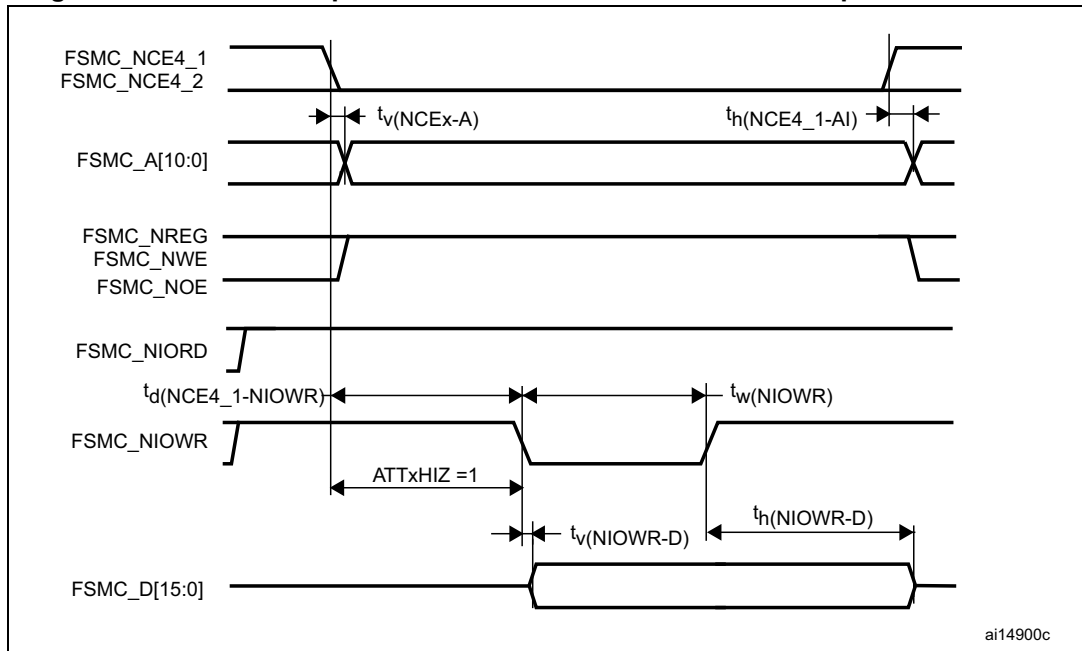 FSMC_NCE4_1
FSMC_NCE4_2
tv(NCEx-A)
th(NCE4_1-AI)
FSMC_A[10:0]
FSMC_NREG
FSMC_NWE
FSMC_NOE
FSMC_NIORD
td(NCE4_1-NIOWR)
tw(NIOWR)
FSMC_NIOWR
ATTxHIZ =1
th(NIOWR-D)
tv(NIOWR-D)
FSMC_D[15:0]
ai14900c